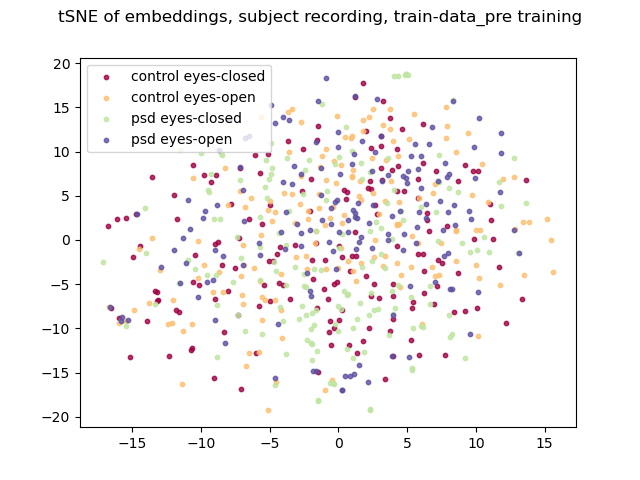 tSNE of embeddings, subject recording, train-data_pre training
20
15
10
5
0
−5
−10
−15
−20
control eyes-closed
control eyes-open
psd eyes-closed
psd eyes-open
−15 −10 −5 0 5 10 15